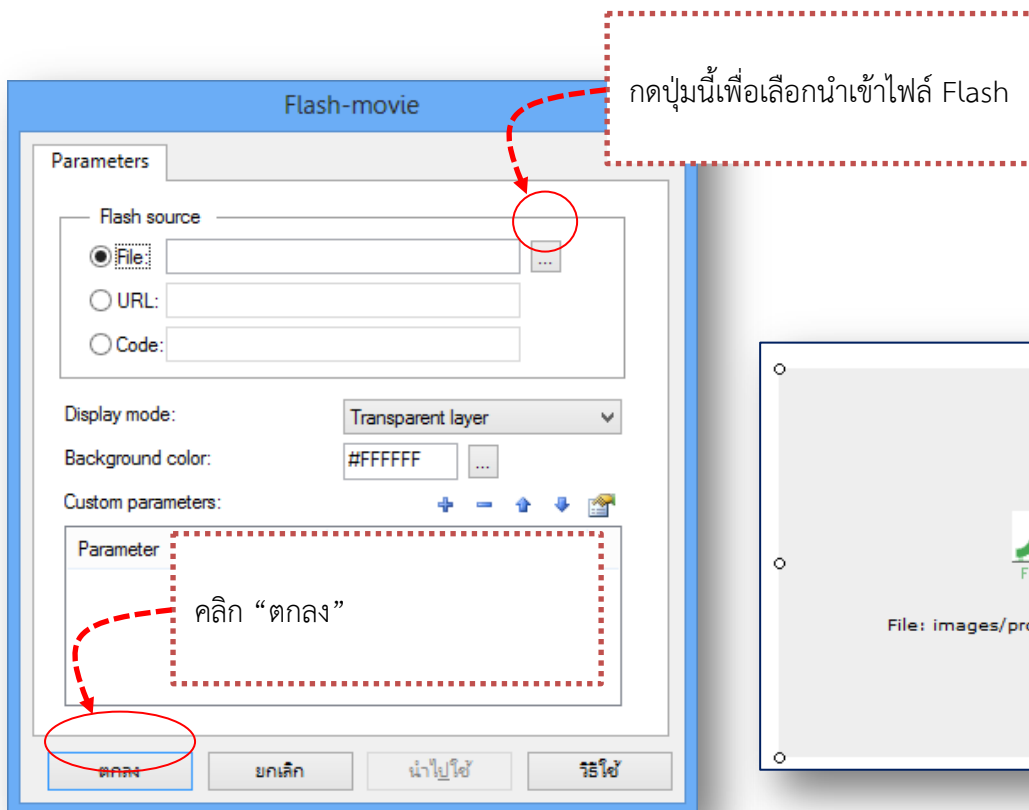 กดปุ่มนี้เพื่อเลือกนำเข้าไฟล์ Flash
Flash-movie
Parameters
Flash source
File:
...
URL:
Code:
Display mode:
Transparent layer
Background color:
#FFFFFF
...
Custom parameters:
Parameter
คลิก “ตกลง”
ตกลง
ยกเลิก
นำไปใช้
วิธีใช้
F
File: images/pro